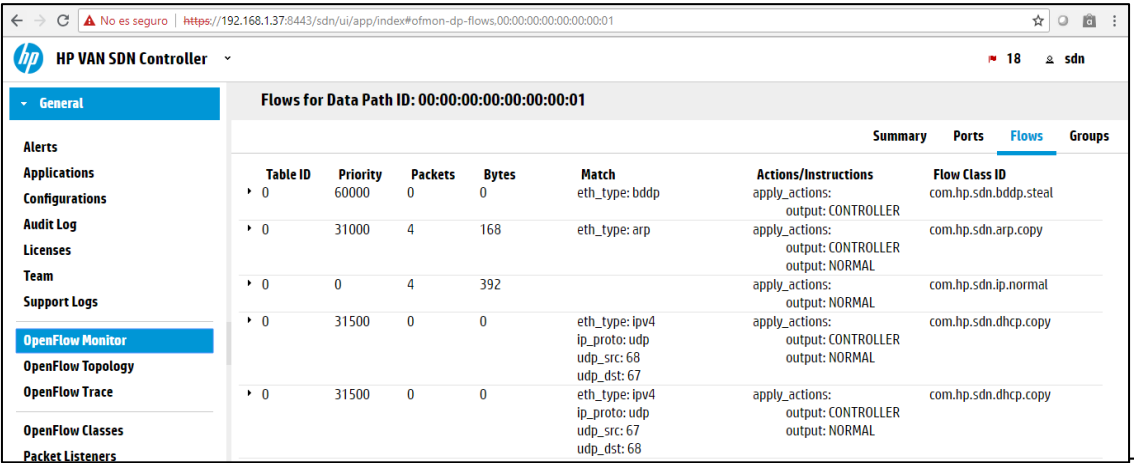 No es seguro | https://192.168.1.37:8443/sdn/ui/app/index#ofmon-dp-flows,00:00:00:00:00:00:00:01
hp HP VAN SDN Controller 18 sdn
General
Alerts
Applications
Configurations
Audit Log
Licenses
Team
Support Logs
OpenFlow Monitor
OpenFlow Topology
OpenFlow Trace
OpenFlow Classes
Packet Listeners
Flows for Data Path ID: 00:00:00:00:00:00:00:01
Summary Ports Flows Groups
Table ID Priority Packets Bytes Match Actions/Instructions Flow Class ID
0 60000 0 0 eth_type: bddp apply_actions: com.hp.sdn.bddp.steal
output: CONTROLLER
0 31000 4 168 eth_type: arp apply_actions: com.hp.sdn.arp.copy
output: CONTROLLER
output: NORMAL
0 0 4 392 apply_actions: com.hp.sdn.ip.normal
output: NORMAL
0 31500 0 0 eth_type: ipv4 apply_actions: com.hp.sdn.dhcp.copy
ip_proto: udp output: CONTROLLER
udp_src: 68 output: NORMAL
udp_dst: 67
0 31500 0 0 eth_type: ipv4 apply_actions: com.hp.sdn.dhcp.copy
ip_proto: udp output: CONTROLLER
udp_src: 67 output: NORMAL
udp_dst: 68